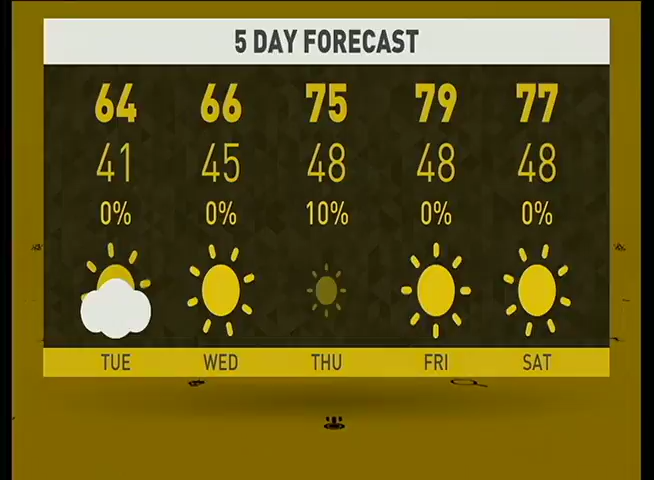 5 DAY FORECAST
64 66 75 79 77
41 45 48 48 48
0% 0% 10% 0% 0%
TUE WED THU FRI SAT